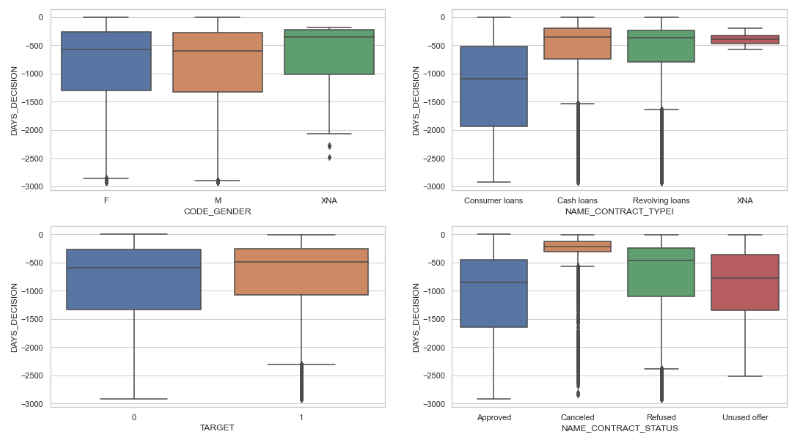 0
−500
−1000
−1500
−2000
−2500
−3000
DAYS_DECISION
F M XNA
CODE_GENDER
0
−500
−1000
−1500
−2000
−2500
−3000
DAYS_DECISION
Consumer loans Cash loans Revolving loans XNA
NAME_CONTRACT_TYPEI
0
−500
−1000
−1500
−2000
−2500
−3000
DAYS_DECISION
0 1
TARGET
0
−500
−1000
−1500
−2000
−2500
−3000
DAYS_DECISION
Approved Canceled Refused Unused offer
NAME_CONTRACT_STATUS